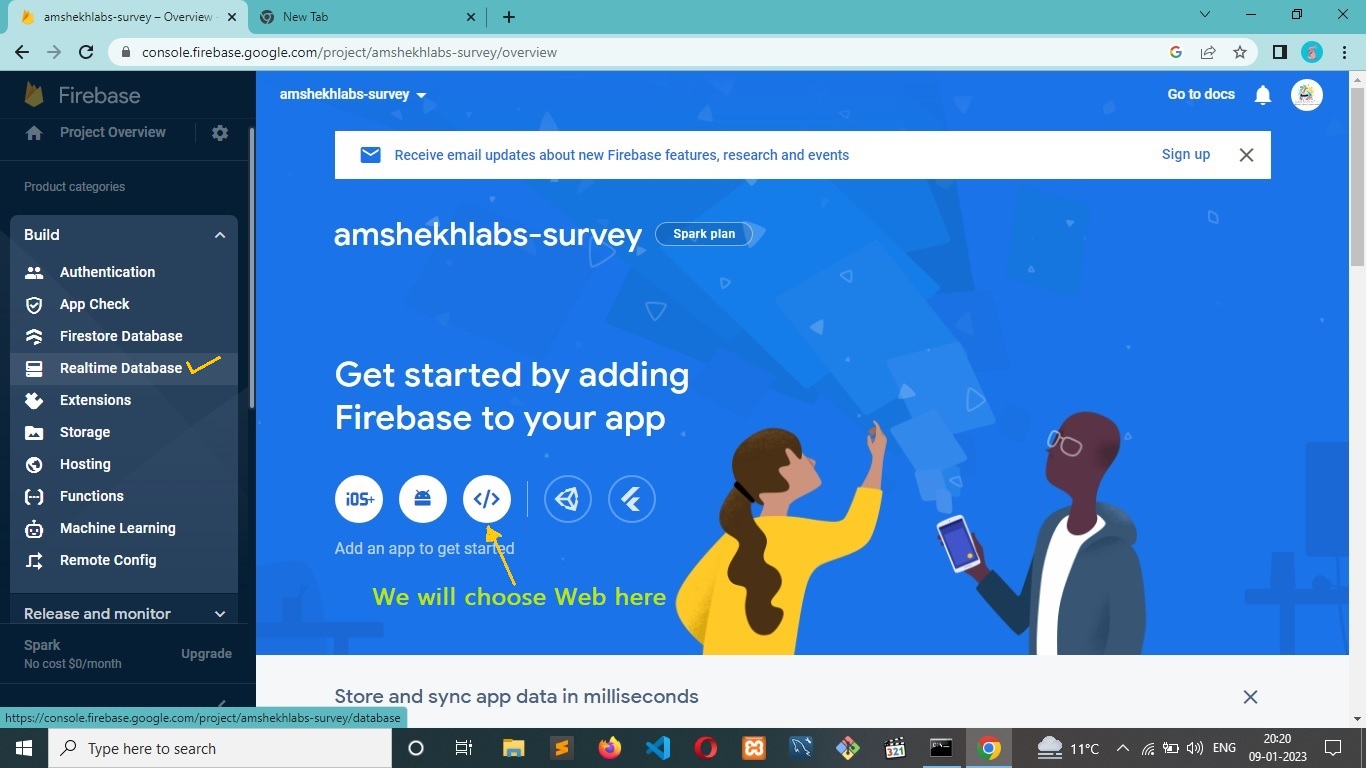 amshekhlabs-survey – Overview
New Tab
console.firebase.google.com/project/amshekhlabs-survey/overview
Firebase
Project Overview
Product categories
Build
Authentication
App Check
Firestore Database
Realtime Database
Extensions
Storage
Hosting
Functions
Machine Learning
Remote Config
Release and monitor
Spark
No cost $0/month
Upgrade
amshekhlabs-survey
Go to docs
Receive email updates about new Firebase features, research and events
Sign up
amshekhlabs-survey
Spark plan
Get started by adding
Firebase to your app
iOS+
</>
Add an app to get started
We will choose Web here
Store and sync app data in milliseconds
https://console.firebase.google.com/project/amshekhlabs-survey/database
Type here to search
321
11°C
ENG
20:20
09-01-2023